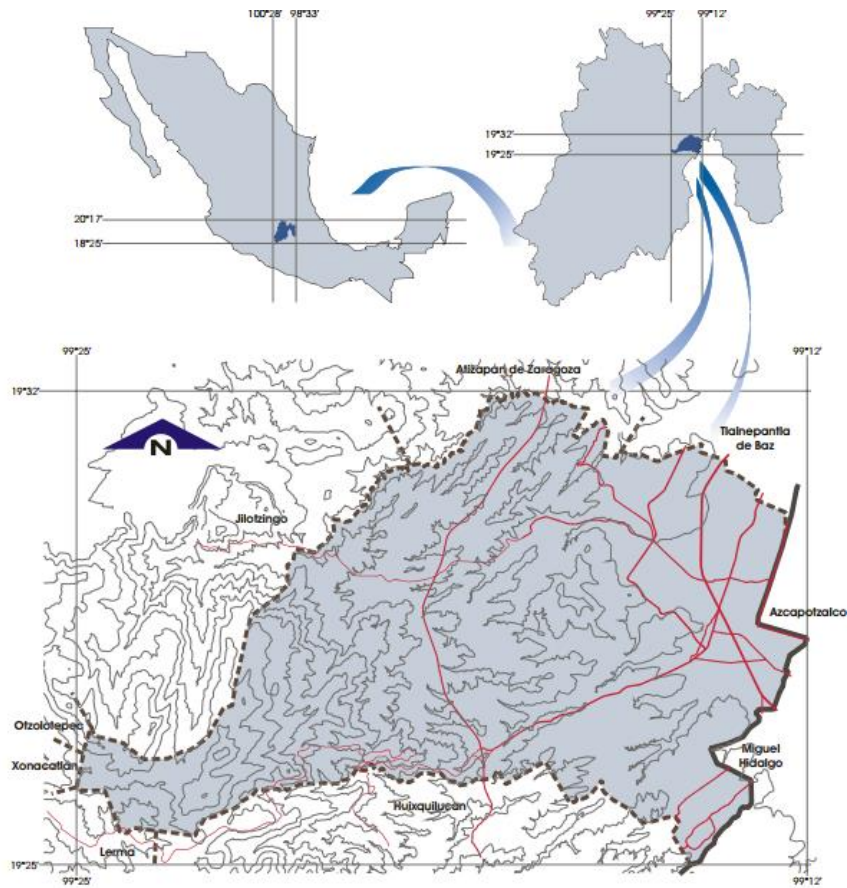 100°28' 98°33'
99°25' 99°12'
19°32'
19°25'
20°17'
18°25'
99°25' 99°12'
19°32'
Atizapán de Zaragoza
Tlalnepantla
de Baz
N
Jilotzingo
Azcapotzalco
Otzolotepec
Xonacatlán
Miguel
Hidalgo
Huixquilucan
Lerma
19°25'
99°25' 99°12'